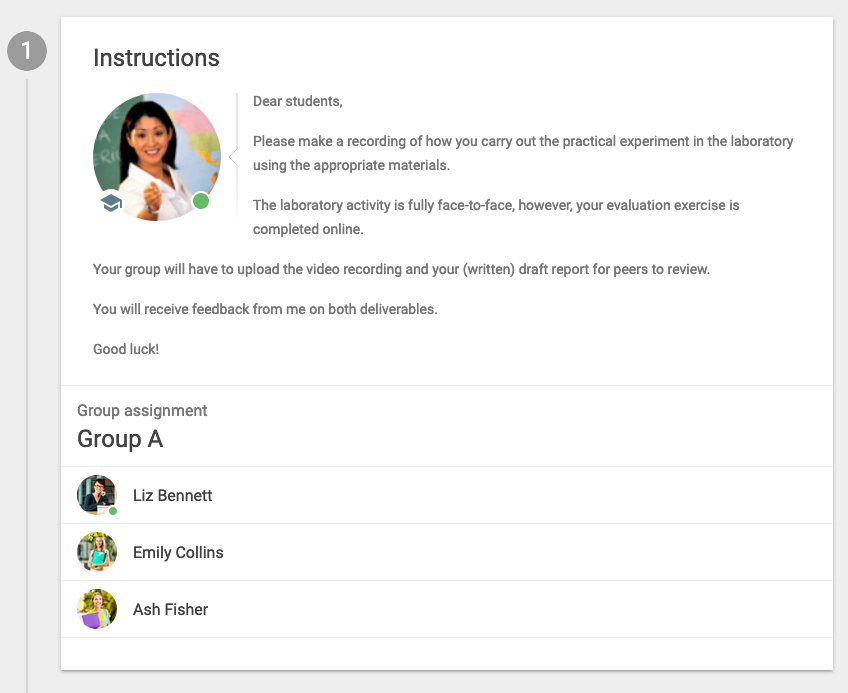 1
Instructions
Dear students,
Please make a recording of how you carry out the practical experiment in the laboratory
using the appropriate materials.
The laboratory activity is fully face-to-face, however, your evaluation exercise is
completed online.
Your group will have to upload the video recording and your (written) draft report for peers to review.
You will receive feedback from me on both deliverables.
Good luck!
Group assignment
Group A
Liz Bennett
Emily Collins
Ash Fisher